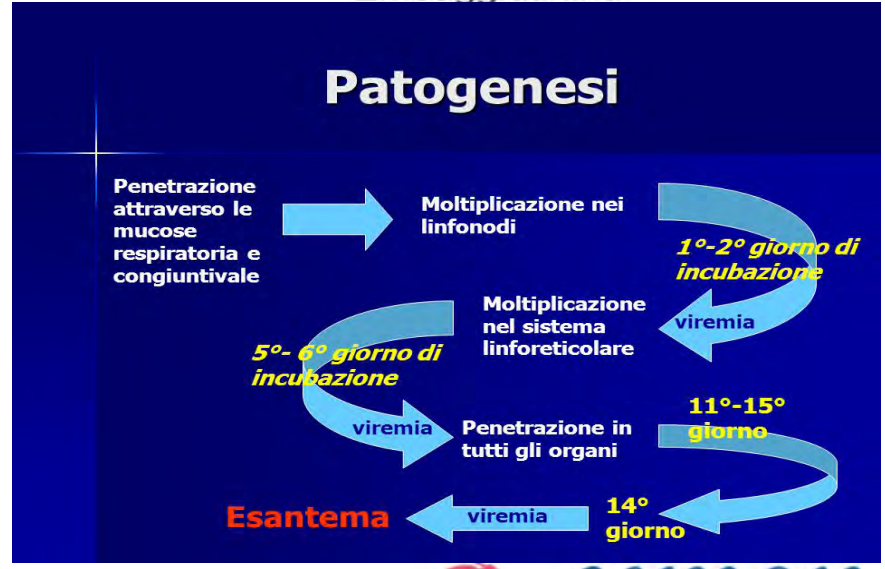 Patogenesi
Penetrazione
attraverso le
mucose
respiratoria e
congiuntivale
Moltiplicazione nei
linfonodi
1°-2° giorno di
incubazione
viremia
Moltiplicazione
nel sistema
linforeticolare
5°- 6° giorno di
incubazione
viremia
Penetrazione in
tutti gli organi
11°-15°
giorno
14°
giorno
viremia
Esantema